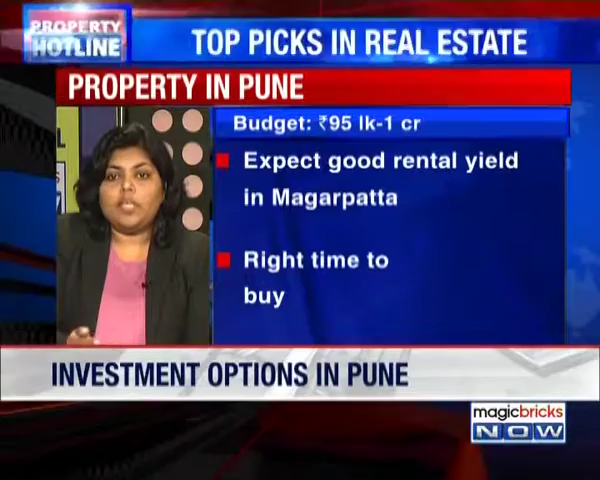 PROPERTY
HOTLINE
TOP PICKS IN REAL ESTATE
PROPERTY IN PUNE
Budget: ₹95 lk-1 cr
Expect good rental yield
in Magarpatta
Right time to
buy
INVESTMENT OPTIONS IN PUNE
magicbricks
NOW